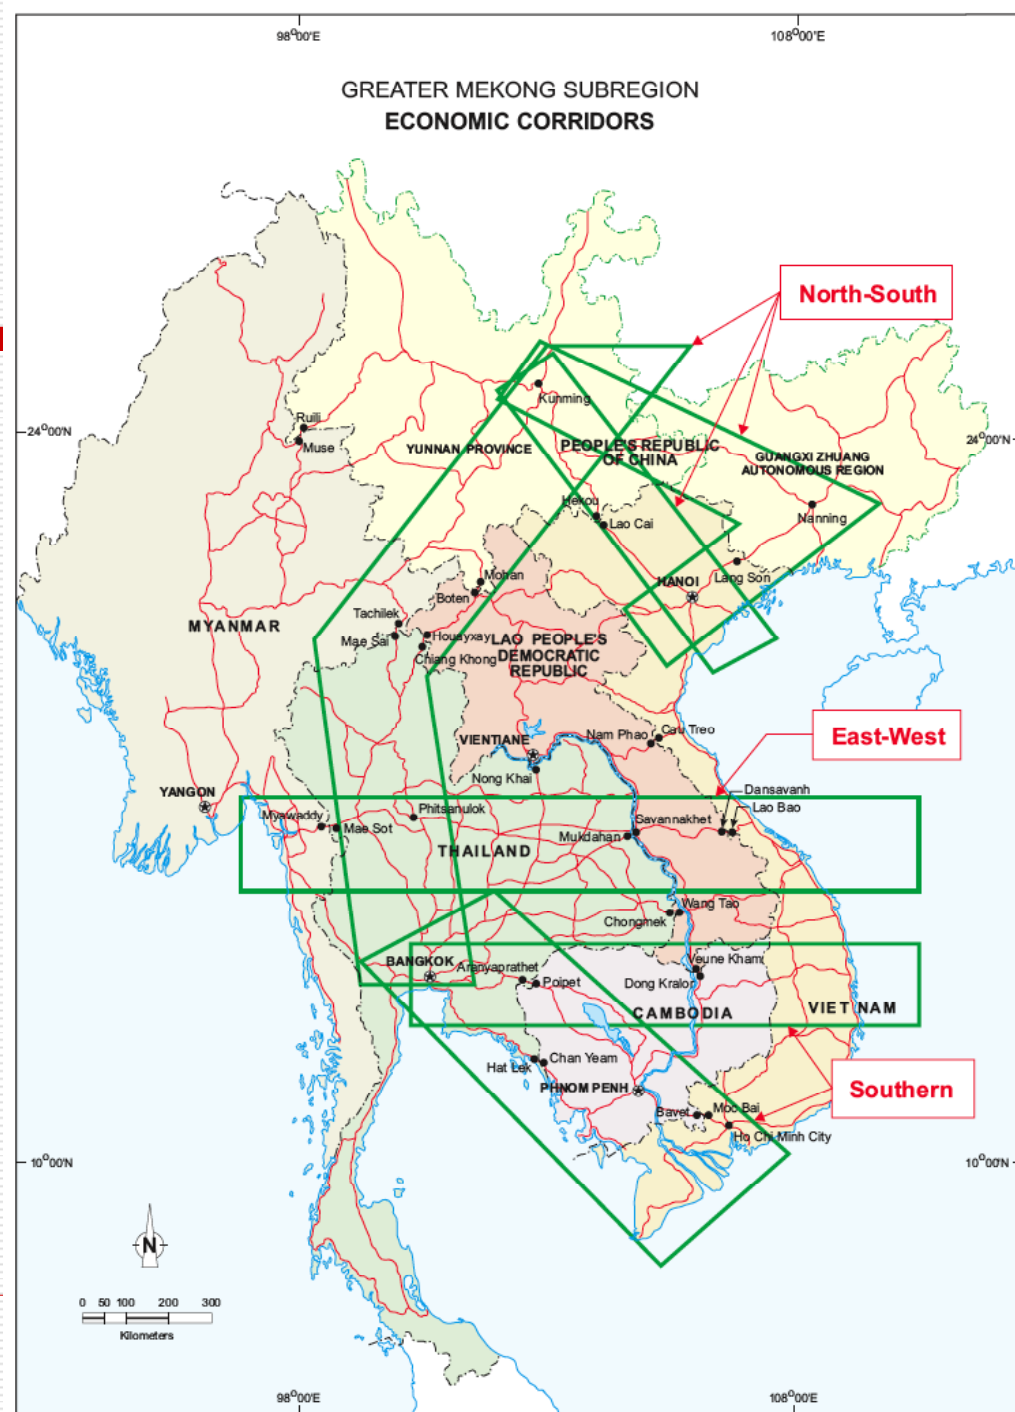 98°00'E
108°00'E
GREATER MEKONG SUBREGION
ECONOMIC CORRIDORS
North-South
Kunming
Ruili
24°00'N
Muse
YUNNAN PROVINCE
PEOPLE'S REPUBLIC
OF CHINA
24°00'N
GUANGXI ZHUANG
AUTONOMOUS REGION
Hekou
Lao Cai
Nanning
Mohan
Boten
HANOI
Lang Son
Tachilek
MYANMAR
Mae Sai
Houayxay
Chiang Khong
LAO PEOPLE'S
DEMOCRATIC
REPUBLIC
VIENTIANE
Nam Phao
Cau Treo
East-West
Nong Khai
YANGON
Dansavanh
Lao Bao
Phitsanulok
Myawaddy
Mae Sot
Savannakhet
Mukdahan
THAILAND
Wang Tao
Chongmek
BANGKOK
Aranyaprathet
Poipet
Veune Kham
Dong Kralor
CAMBODIA
VIET NAM
Chan Yeam
Hat Lek
PHNOM PENH
Southern
Bavet
Moc Bai
Ho Chi Minh City
10°00'N
10°00'N
N
0 50 100 200 300
Kilometers
98°00'E
108°00'E